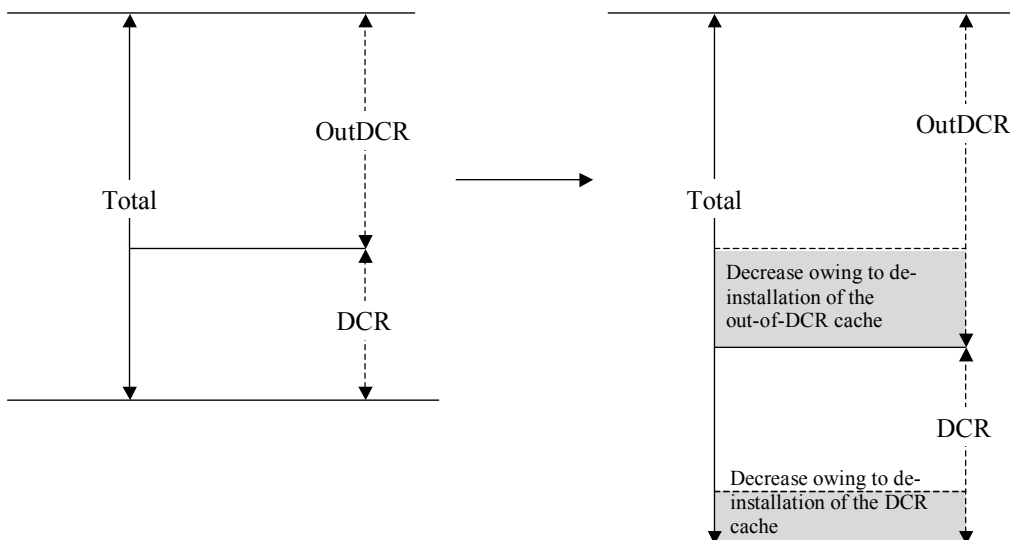 OutDCR
Total
DCR
OutDCR
Total
Decrease owing to de-
installation of the
out-of-DCR cache
DCR
Decrease owing to de-
installation of the DCR
cache